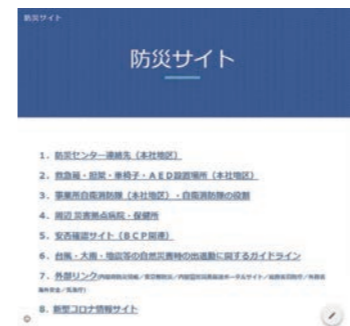 防災サイト
防災サイト
1. 防災センター連絡先（本社地区）
2. 救急箱・担架・車椅子・AED設置場所（本社地区）
3. 事業所自衛消防隊（本社地区）・自衛消防隊の役割
4. 周辺 災害拠点病院・保健所
5. 安否確認サイト（BCP関連）
6. 台風・大雨・地震等の自然災害時の出退勤に関するガイドライン
7. 外部リンク
8. 新型コロナ情報サイト